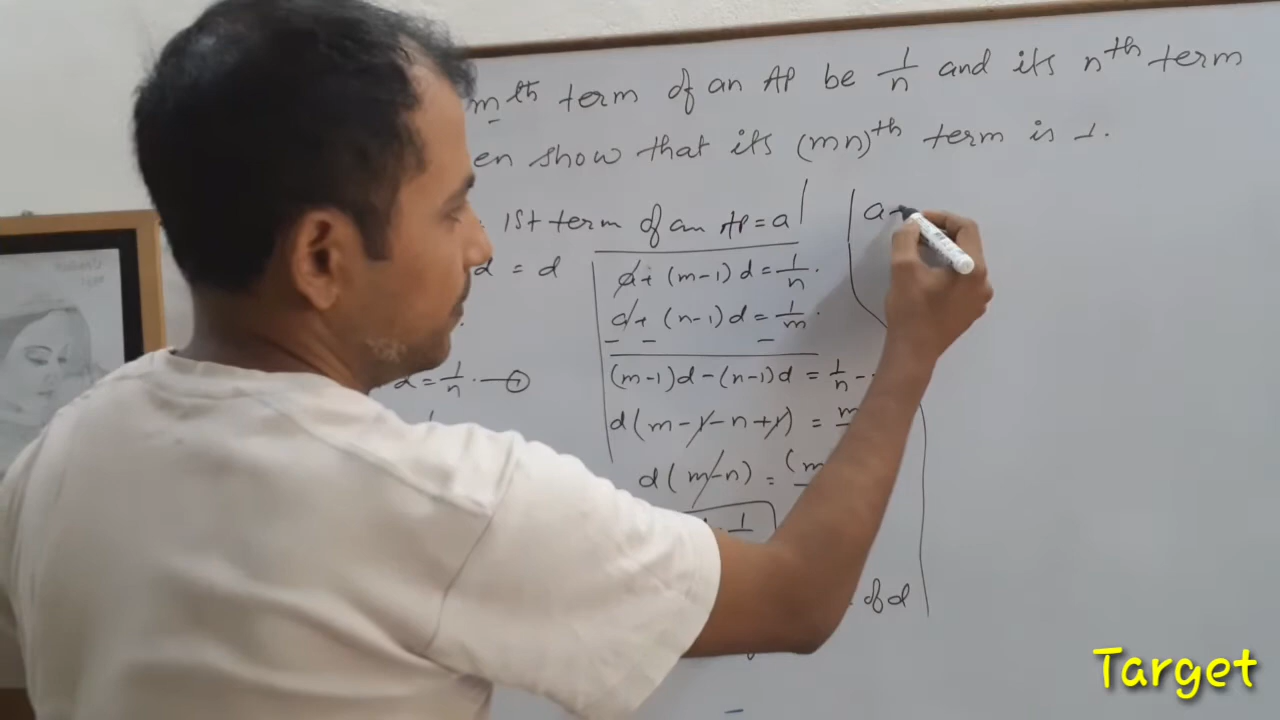 mth term of an AP be 1/n and its nth term
en show that its (mn)th term is 1.
1st term of an AP = a
d = d
a + (m-1)d = 1/n.
a + (n-1)d = 1/m.
d = 1/n. — 1
(m-1)d - (n-1)d = 1/n -
d(m - 1 - n + 1) = m
d(m-n) = (m
of d
a +
Target